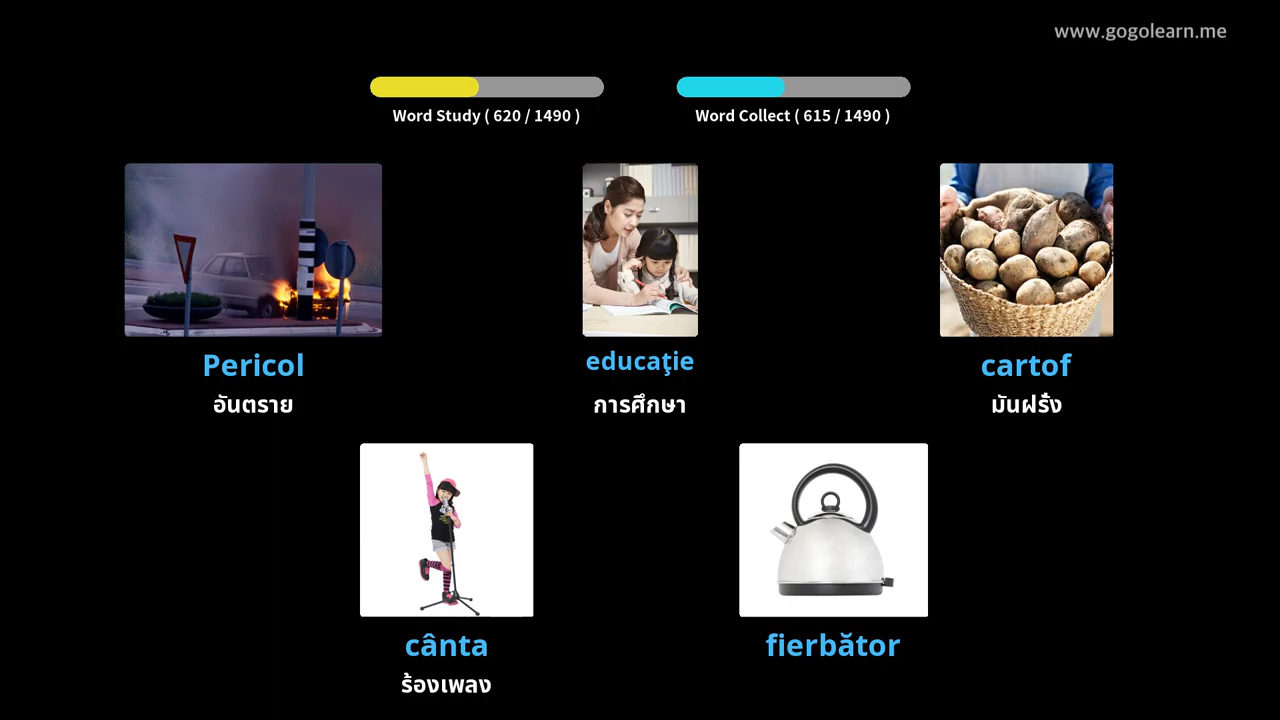 www.gogolearn.me
Word Study ( 620 / 1490 )
Word Collect ( 615 / 1490 )
Pericol
educaţie
cartof
อันตราย
การศึกษา
มันฝรั่ง
cânta
fierbător
ร้องเพลง